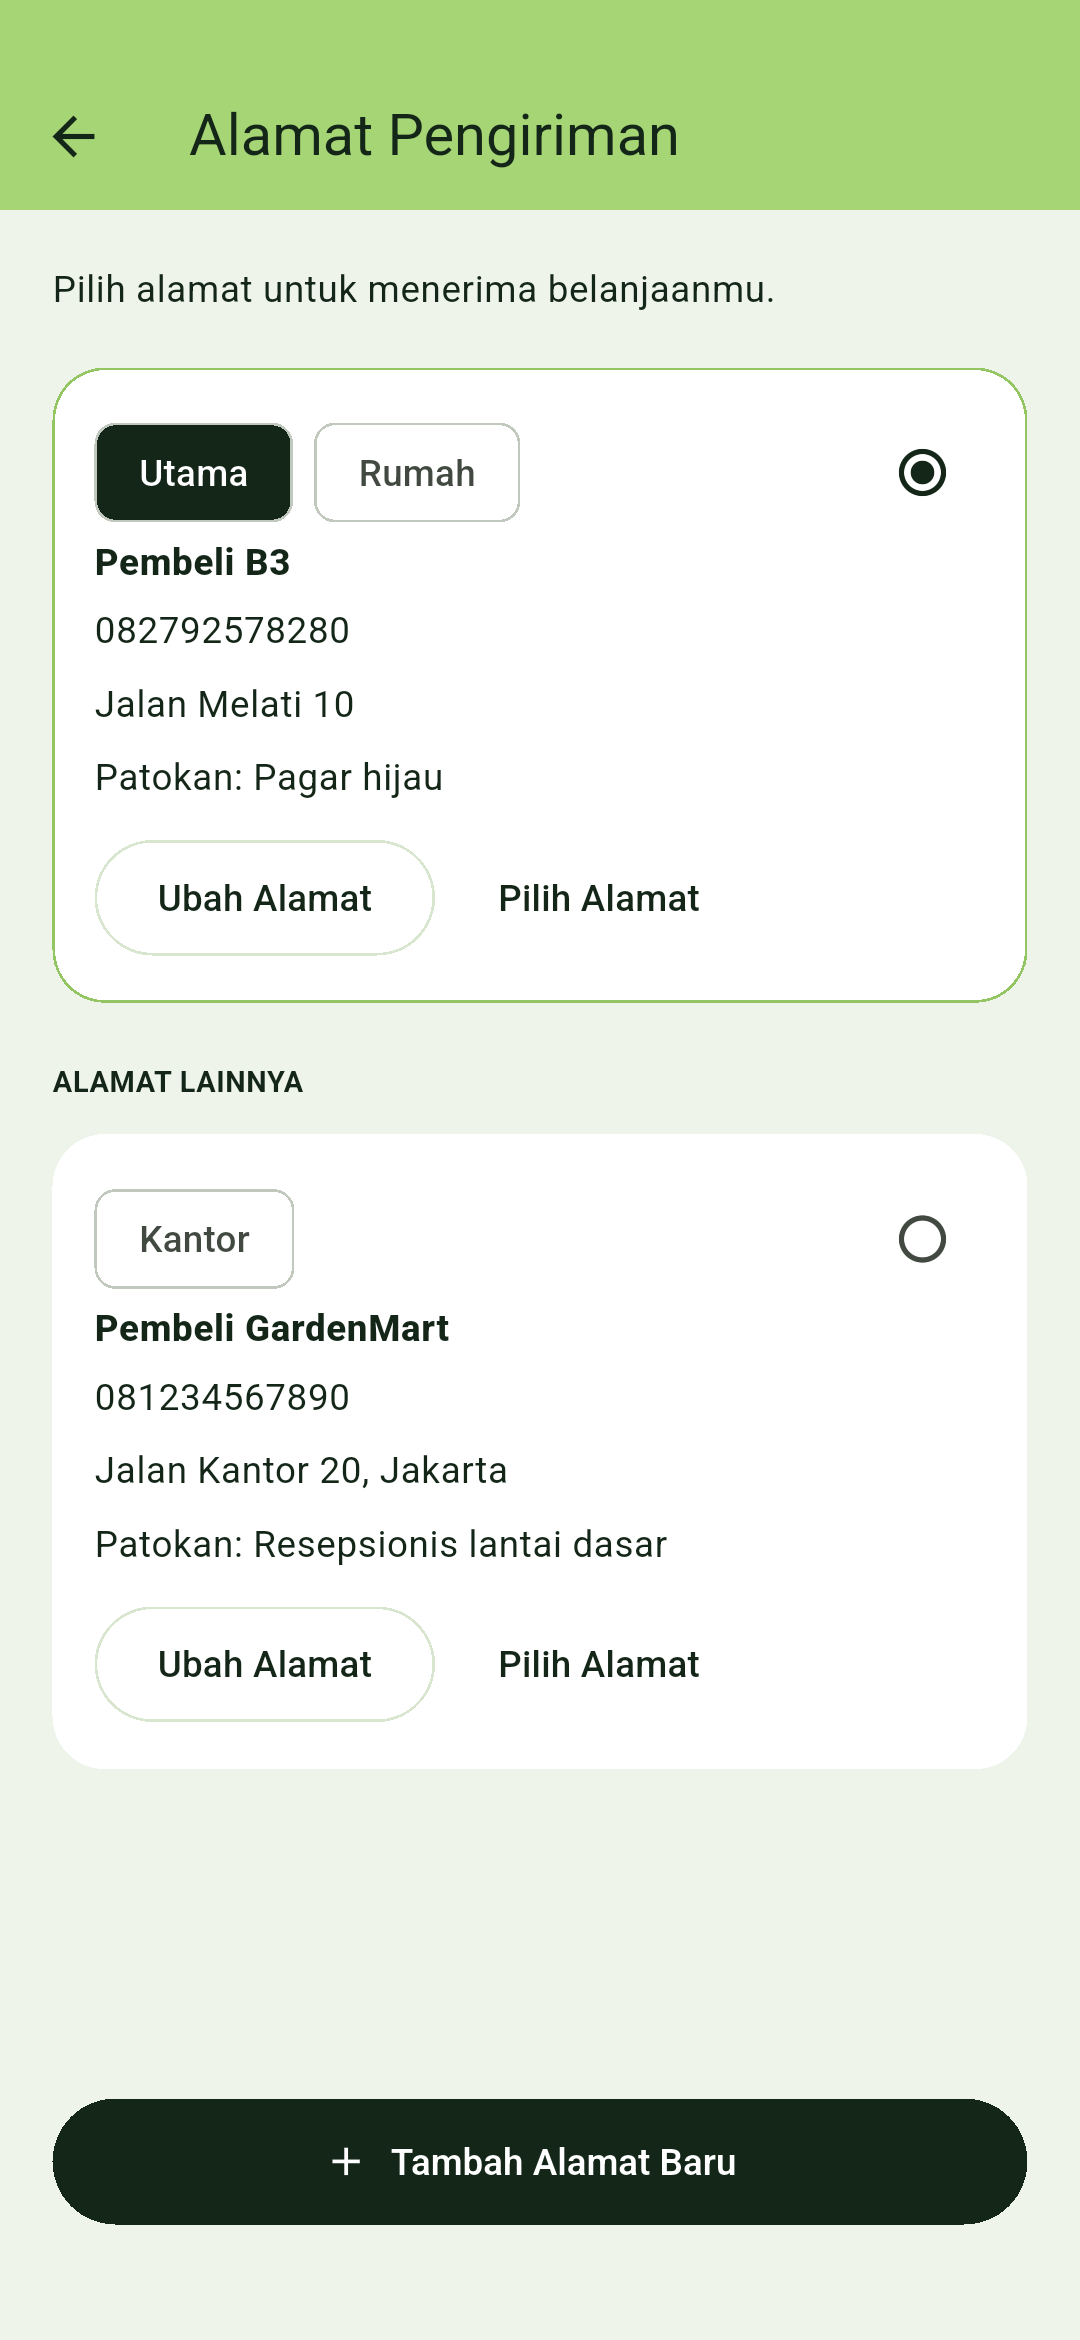 Alamat Pengiriman
Pilih alamat untuk menerima belanjaanmu.
Utama Rumah
Pembeli B3
082792578280
Jalan Melati 10
Patokan: Pagar hijau
Ubah Alamat Pilih Alamat
ALAMAT LAINNYA
Kantor
Pembeli GardenMart
081234567890
Jalan Kantor 20, Jakarta
Patokan: Resepsionis lantai dasar
Ubah Alamat Pilih Alamat
+ Tambah Alamat Baru